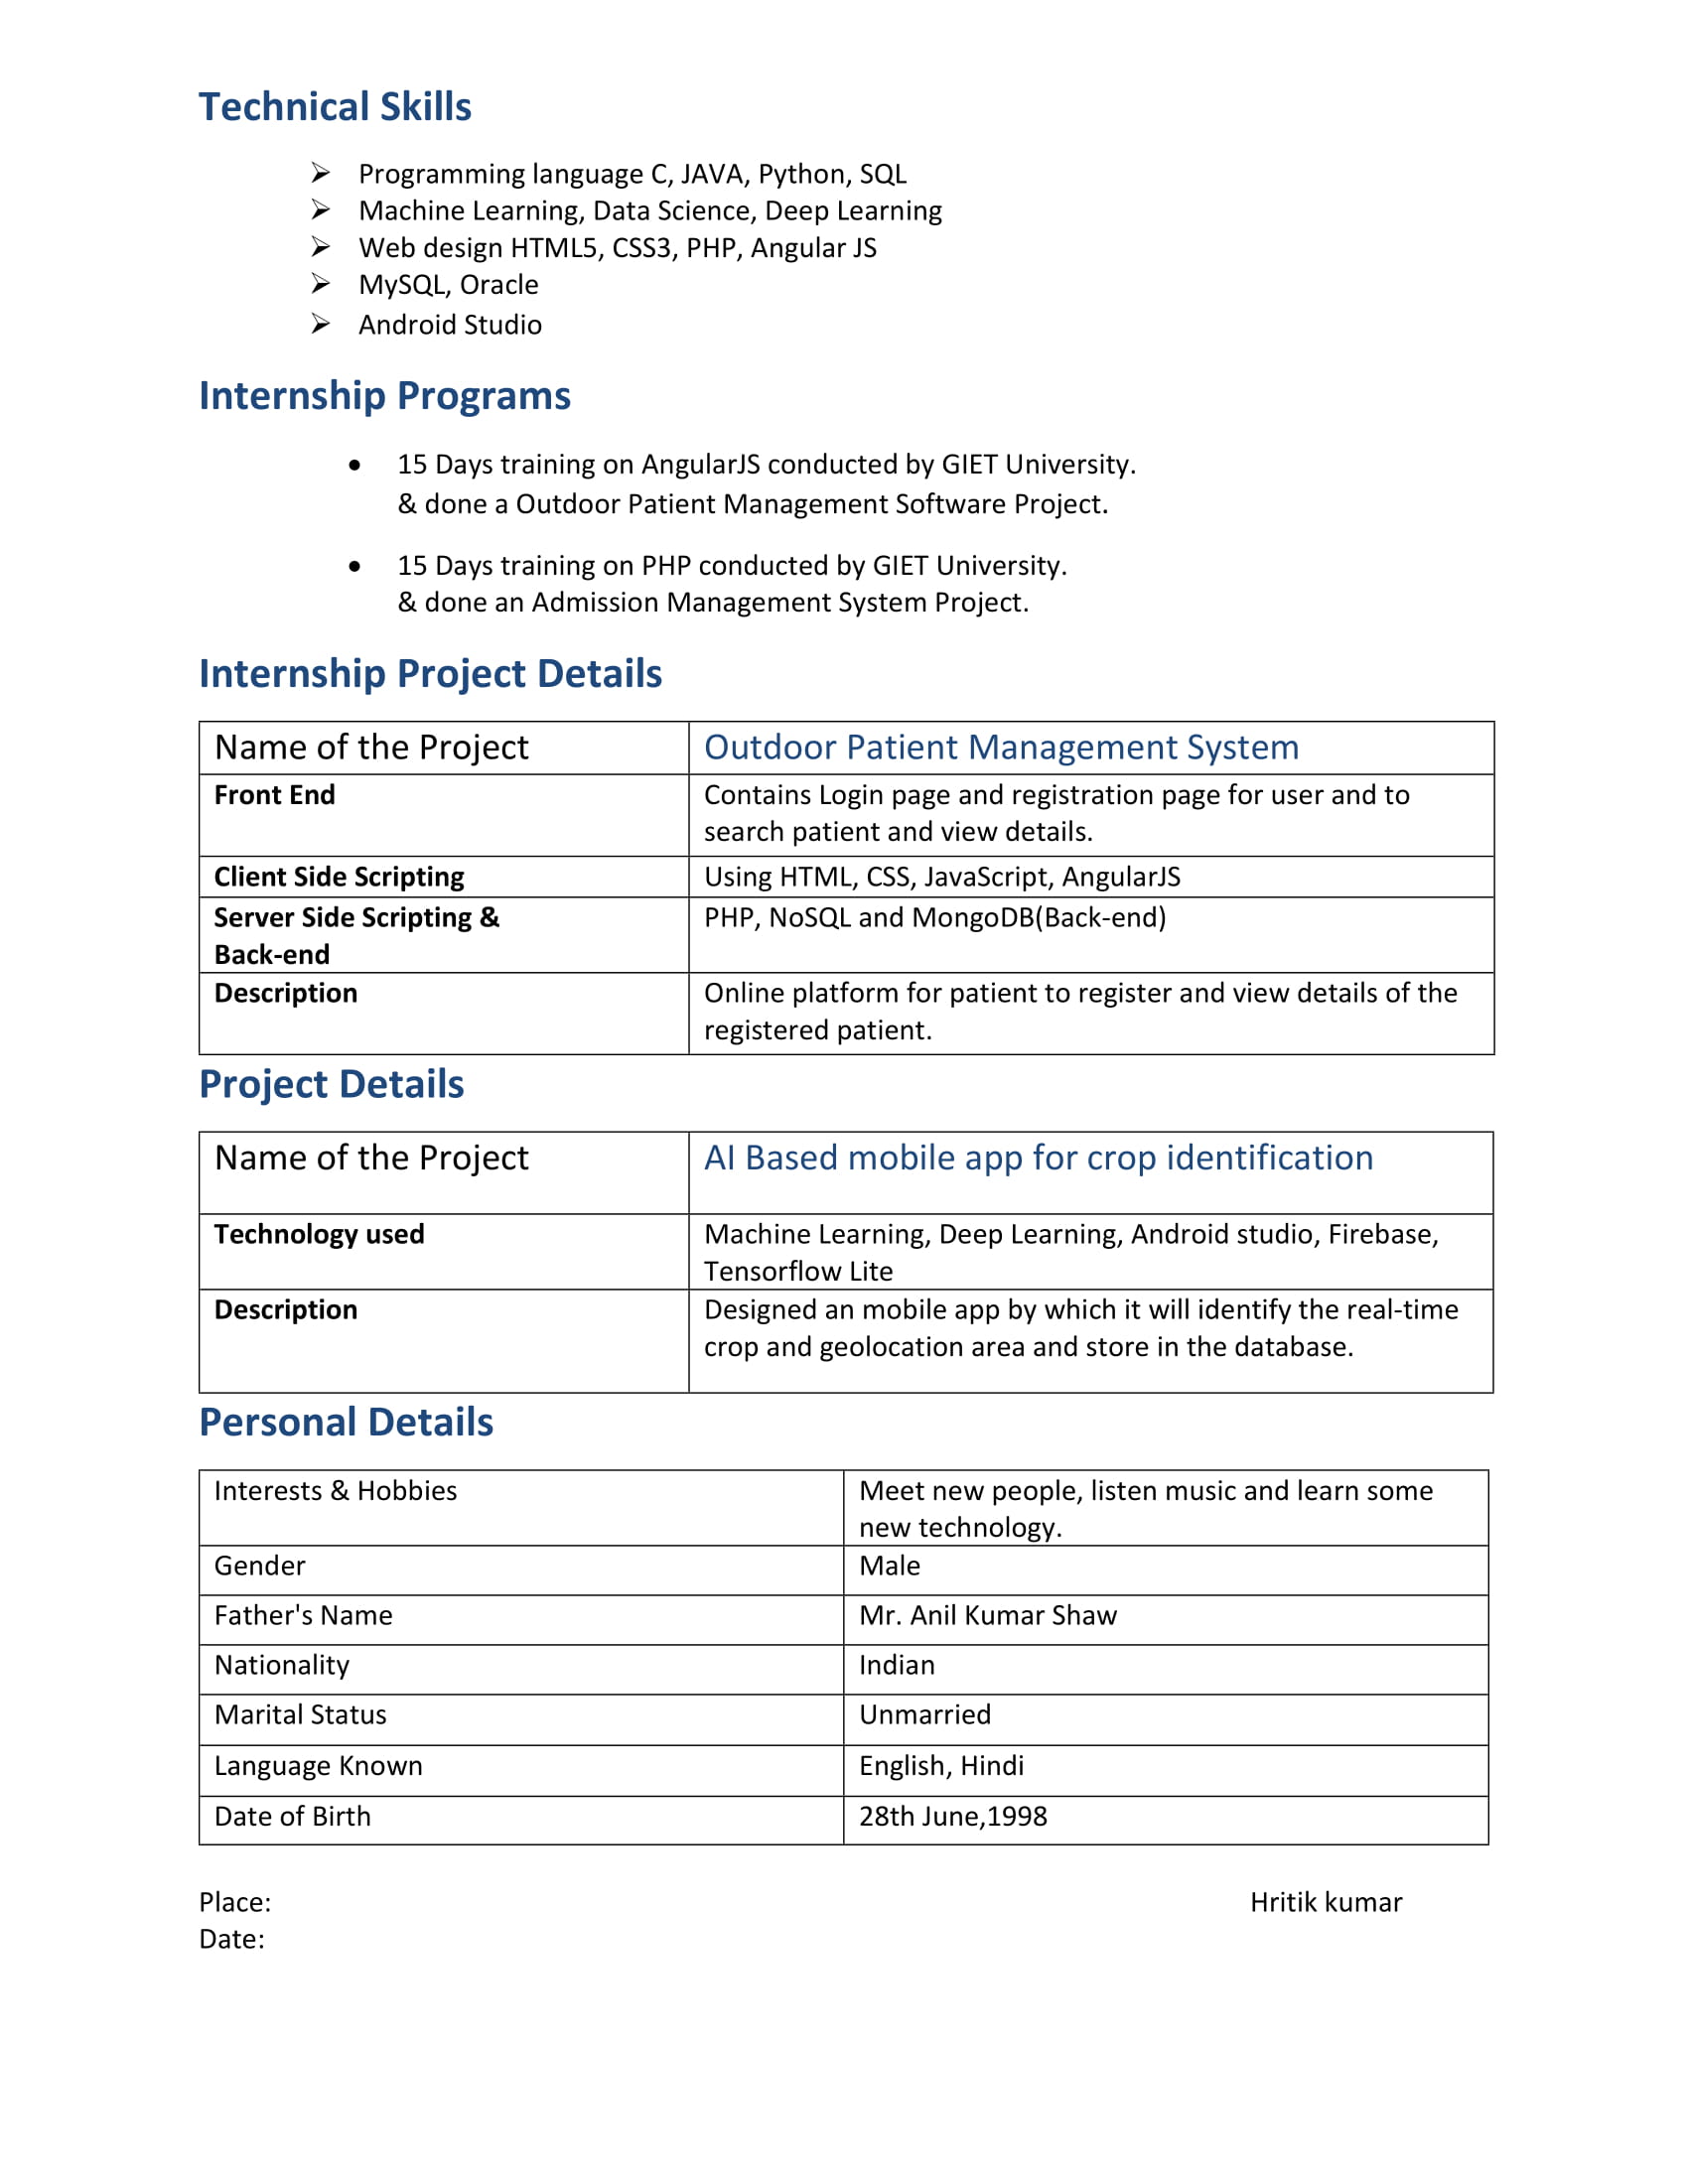 Technical Skills
➢ Programming language C, JAVA, Python, SQL
➢ Machine Learning, Data Science, Deep Learning
➢ Web design HTML5, CSS3, PHP, Angular JS
➢ MySQL, Oracle
➢ Android Studio
Internship Programs
• 15 Days training on AngularJS conducted by GIET University.
& done a Outdoor Patient Management Software Project.
• 15 Days training on PHP conducted by GIET University.
& done an Admission Management System Project.
Internship Project Details
Name of the Project Outdoor Patient Management System
Front End Contains Login page and registration page for user and to
search patient and view details.
Client Side Scripting Using HTML, CSS, JavaScript, AngularJS
Server Side Scripting & PHP, NoSQL and MongoDB(Back-end)
Back-end
Description Online platform for patient to register and view details of the
registered patient.
Project Details
Name of the Project AI Based mobile app for crop identification
Technology used Machine Learning, Deep Learning, Android studio, Firebase,
Tensorflow Lite
Description Designed an mobile app by which it will identify the real-time
crop and geolocation area and store in the database.
Personal Details
Interests & Hobbies Meet new people, listen music and learn some
new technology.
Gender Male
Father's Name Mr. Anil Kumar Shaw
Nationality Indian
Marital Status Unmarried
Language Known English, Hindi
Date of Birth 28th June,1998
Place: Hritik kumar
Date: